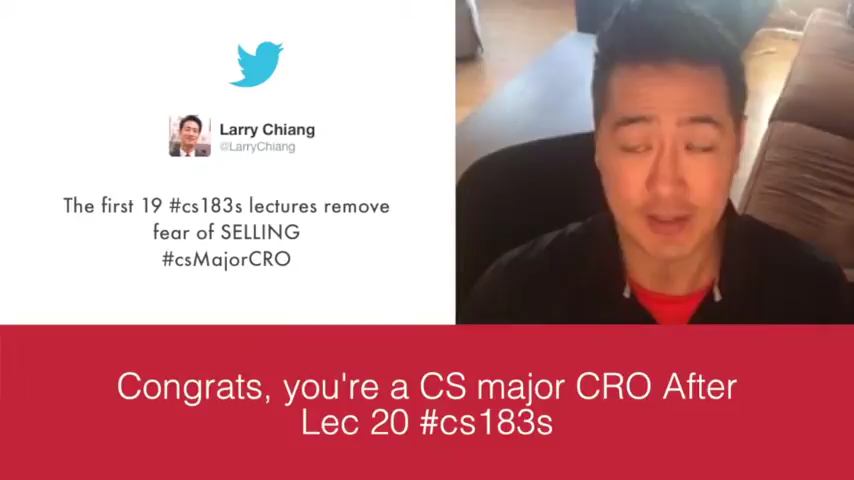 Larry Chiang
@LarryChiang
The first 19 #cs183s lectures remove
fear of SELLING
#csMajorCRO
Congrats, you're a CS major CRO After
Lec 20 #cs183s